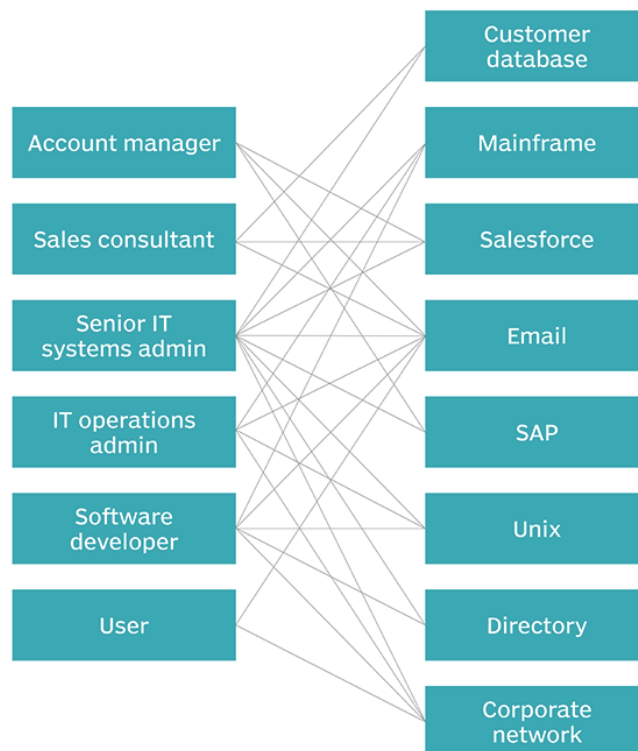 Account manager
Sales consultant
Senior IT
systems admin
IT operations
admin
Software
developer
User
Customer
database
Mainframe
Salesforce
Email
SAP
Unix
Directory
Corporate
network